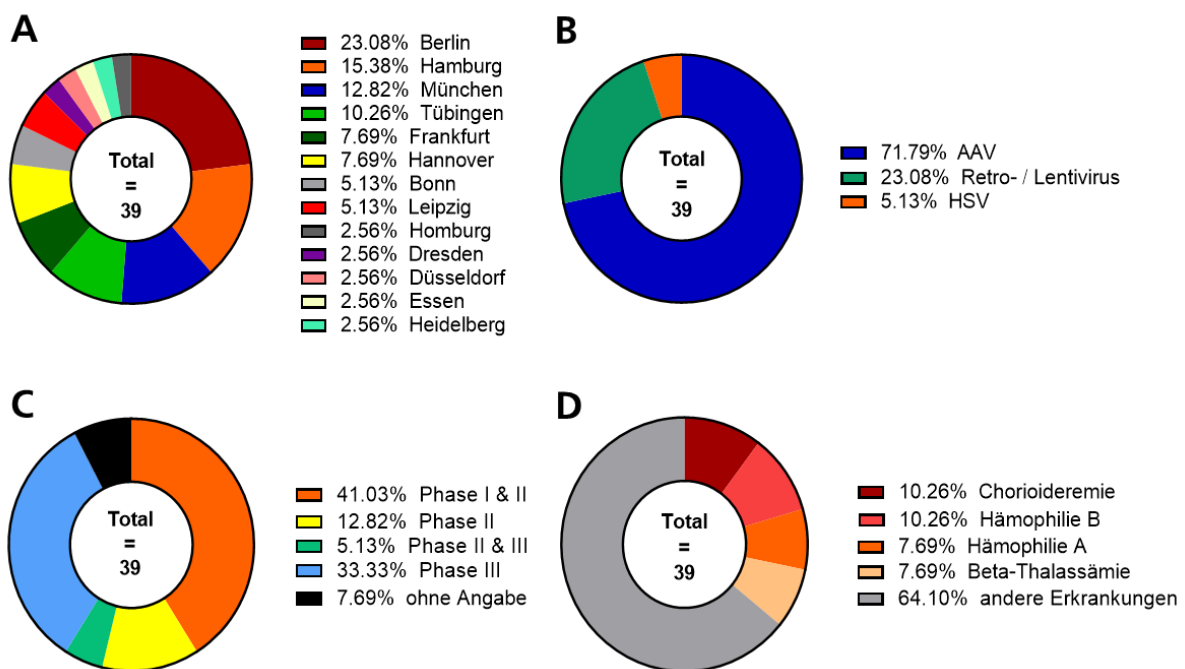 A
Total
=
39
23.08% Berlin
15.38% Hamburg
12.82% München
10.26% Tübingen
7.69% Frankfurt
7.69% Hannover
5.13% Bonn
5.13% Leipzig
2.56% Homburg
2.56% Dresden
2.56% Düsseldorf
2.56% Essen
2.56% Heidelberg
B
Total
=
39
71.79% AAV
23.08% Retro- / Lentivirus
5.13% HSV
C
Total
=
39
41.03% Phase I & II
12.82% Phase II
5.13% Phase II & III
33.33% Phase III
7.69% ohne Angabe
D
Total
=
39
10.26% Chorioideremie
10.26% Hämophilie B
7.69% Hämophilie A
7.69% Beta-Thalassämie
64.10% andere Erkrankungen